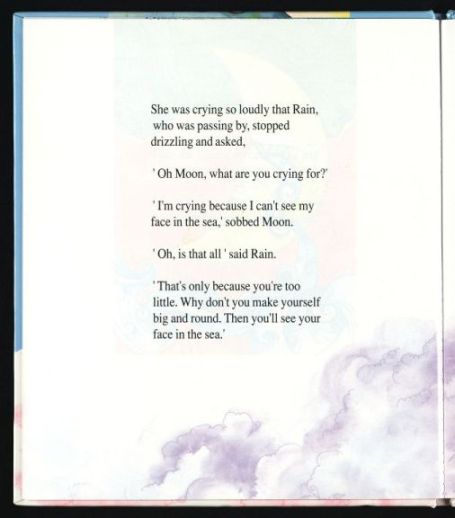 She was crying so loudly that Rain,
who was passing by, stopped
drizzling and asked,
' Oh Moon, what are you crying for?'
' I'm crying because I can't see my
face in the sea,' sobbed Moon.
' Oh, is that all ' said Rain.
' That's only because you're too
little. Why don't you make yourself
big and round. Then you'll see your
face in the sea.'